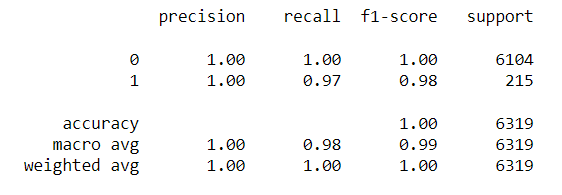 precision recall f1-score support
0 1.00 1.00 1.00 6104
1 1.00 0.97 0.98 215
accuracy 1.00 6319
macro avg 1.00 0.98 0.99 6319
weighted avg 1.00 1.00 1.00 6319